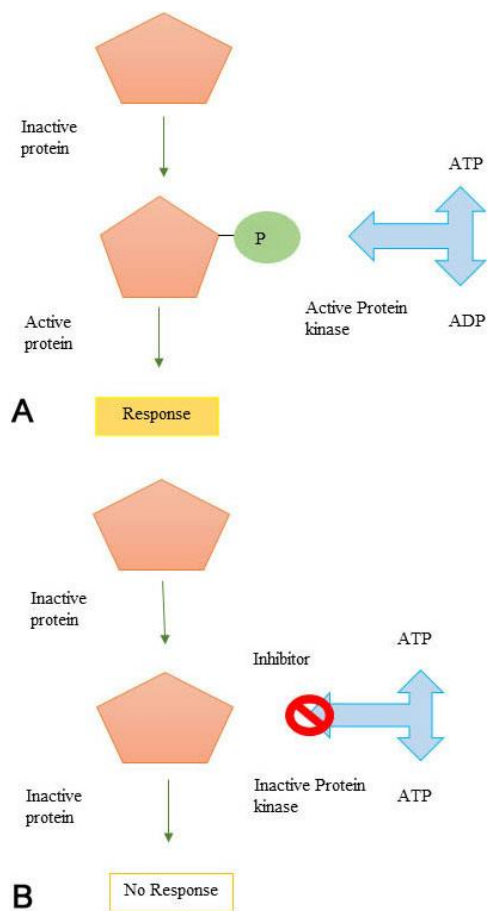 Inactive
protein
ATP
P
Active Protein
kinase
Active
protein
ADP
Response
A
Inactive
protein
Inhibitor
ATP
Inactive Protein
kinase
Inactive
protein
ATP
No Response
B